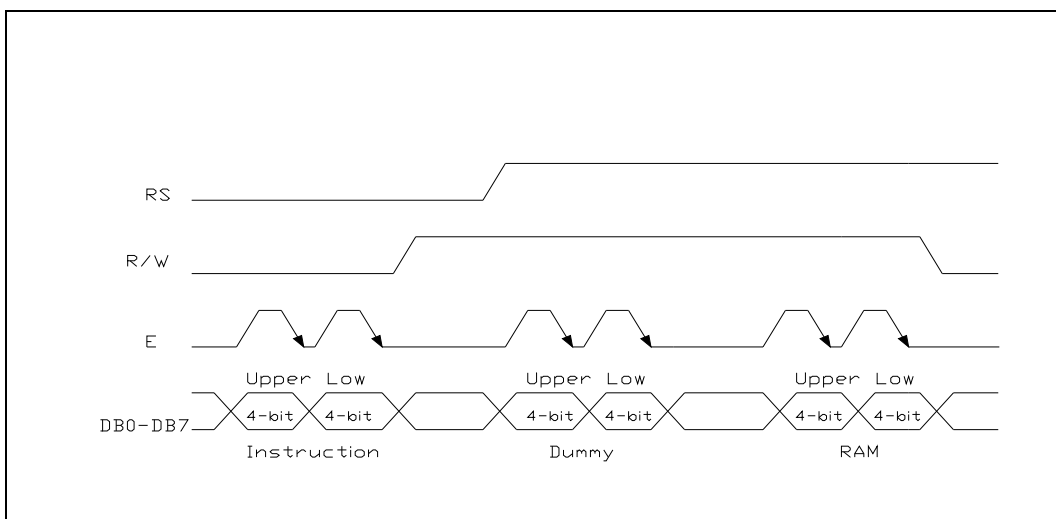 RS
R/W
E
Upper Low Upper Low Upper Low
DB0-DB7 4-bit 4-bit 4-bit 4-bit 4-bit 4-bit
Instruction Dummy RAM